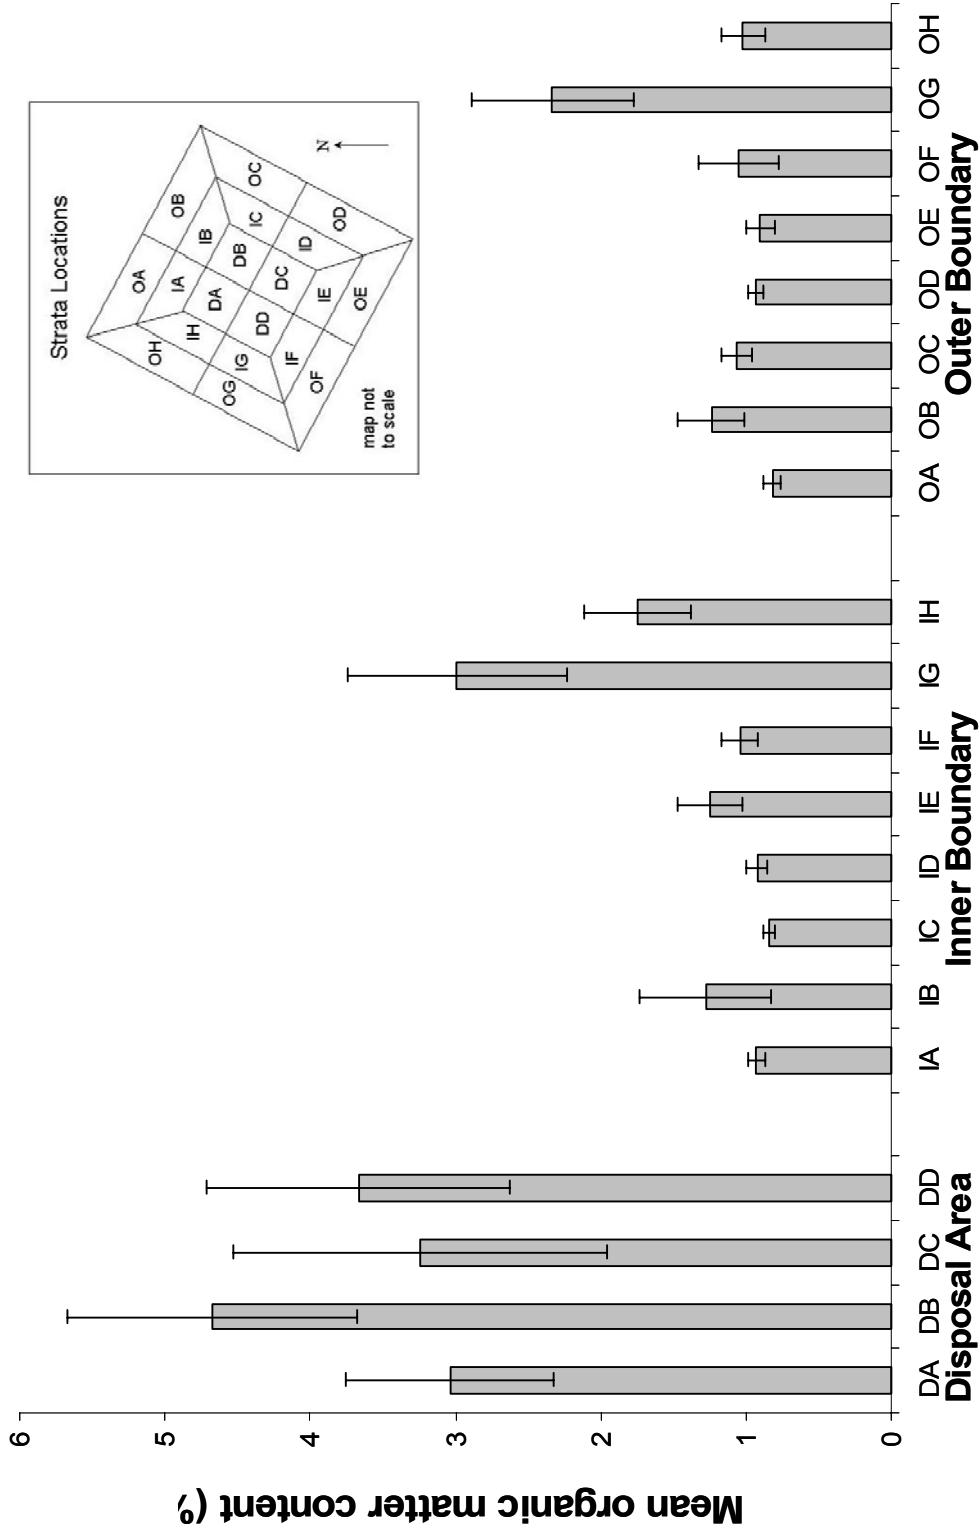 Mean organic matter content (%
6
5
4
3
2
1
0
DA DB DC DD IA IB IC ID IE IF IG IH OA OB OC OD OE OF OG OH
Disposal Area Inner Boundary Outer Boundary
Strata Locations
OA
OB
OH
IA
IB
OC
IH
DA
DB
IC
OG
IG
DD
DC
ID
OD
IF
IE
OF
OE
N
map not
to scale